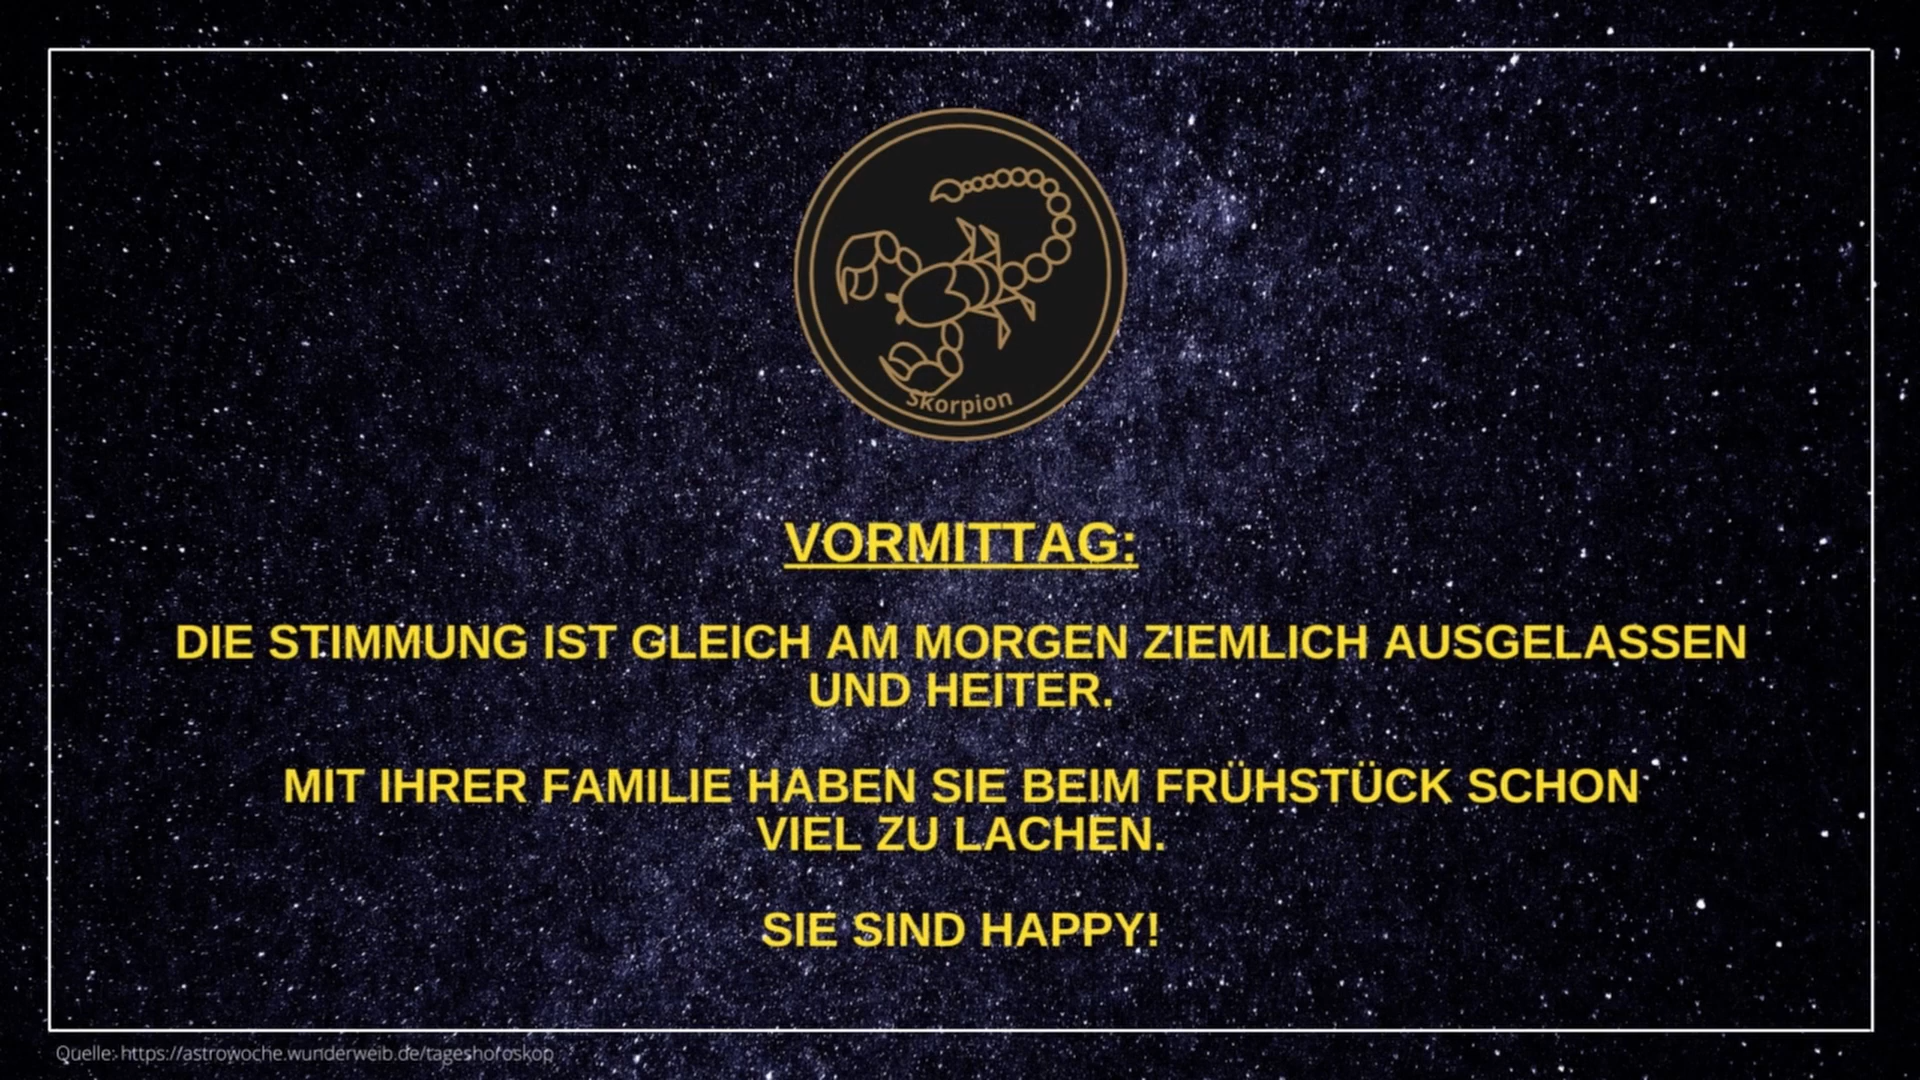 Skorpion
VORMITTAG:
DIE STIMMUNG IST GLEICH AM MORGEN ZIEMLICH AUSGELASSEN
UND HEITER.
MIT IHRER FAMILIE HABEN SIE BEIM FRÜHSTÜCK SCHON
VIEL ZU LACHEN.
SIE SIND HAPPY!
Quelle: https://astrowoche.wunderweib.de/tageshoroskop